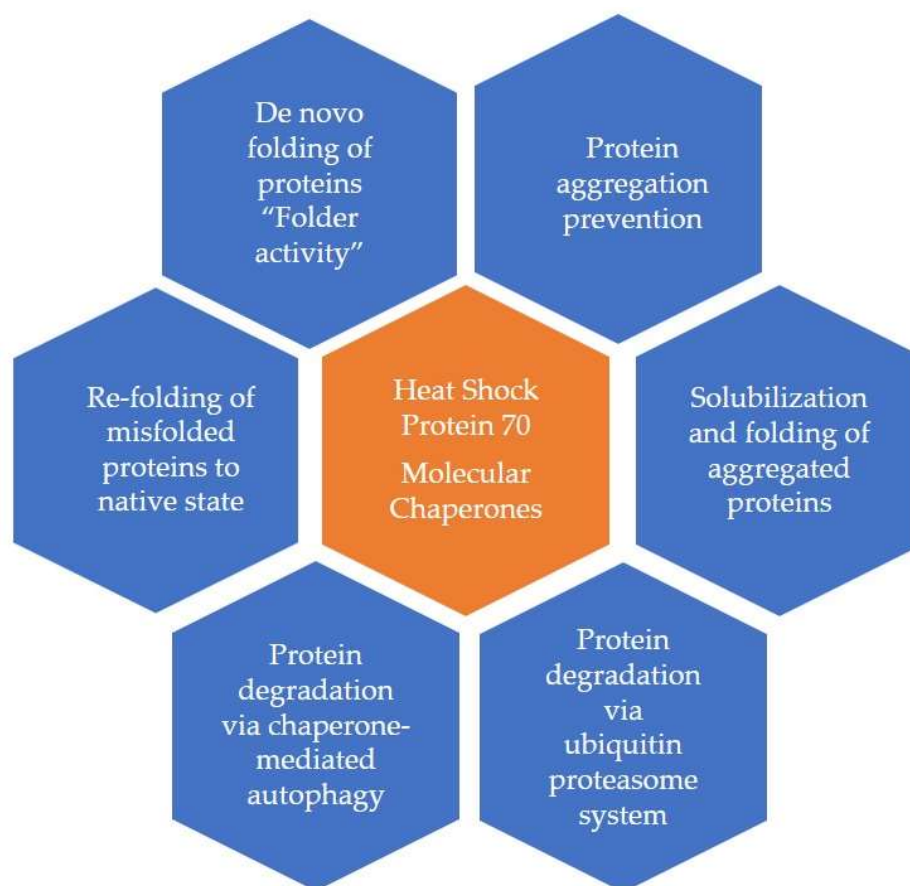 De novo
folding of
proteins
“Folder
activity”
Protein
aggregation
prevention
Re-folding of
misfolded
proteins to
native state
Heat Shock
Protein 70
Molecular
Chaperones
Solubilization
and folding of
aggregated
proteins
Protein
degradation
via chaperone-
mediated
autophagy
Protein
degradation
via
ubiquitin
proteasome
system